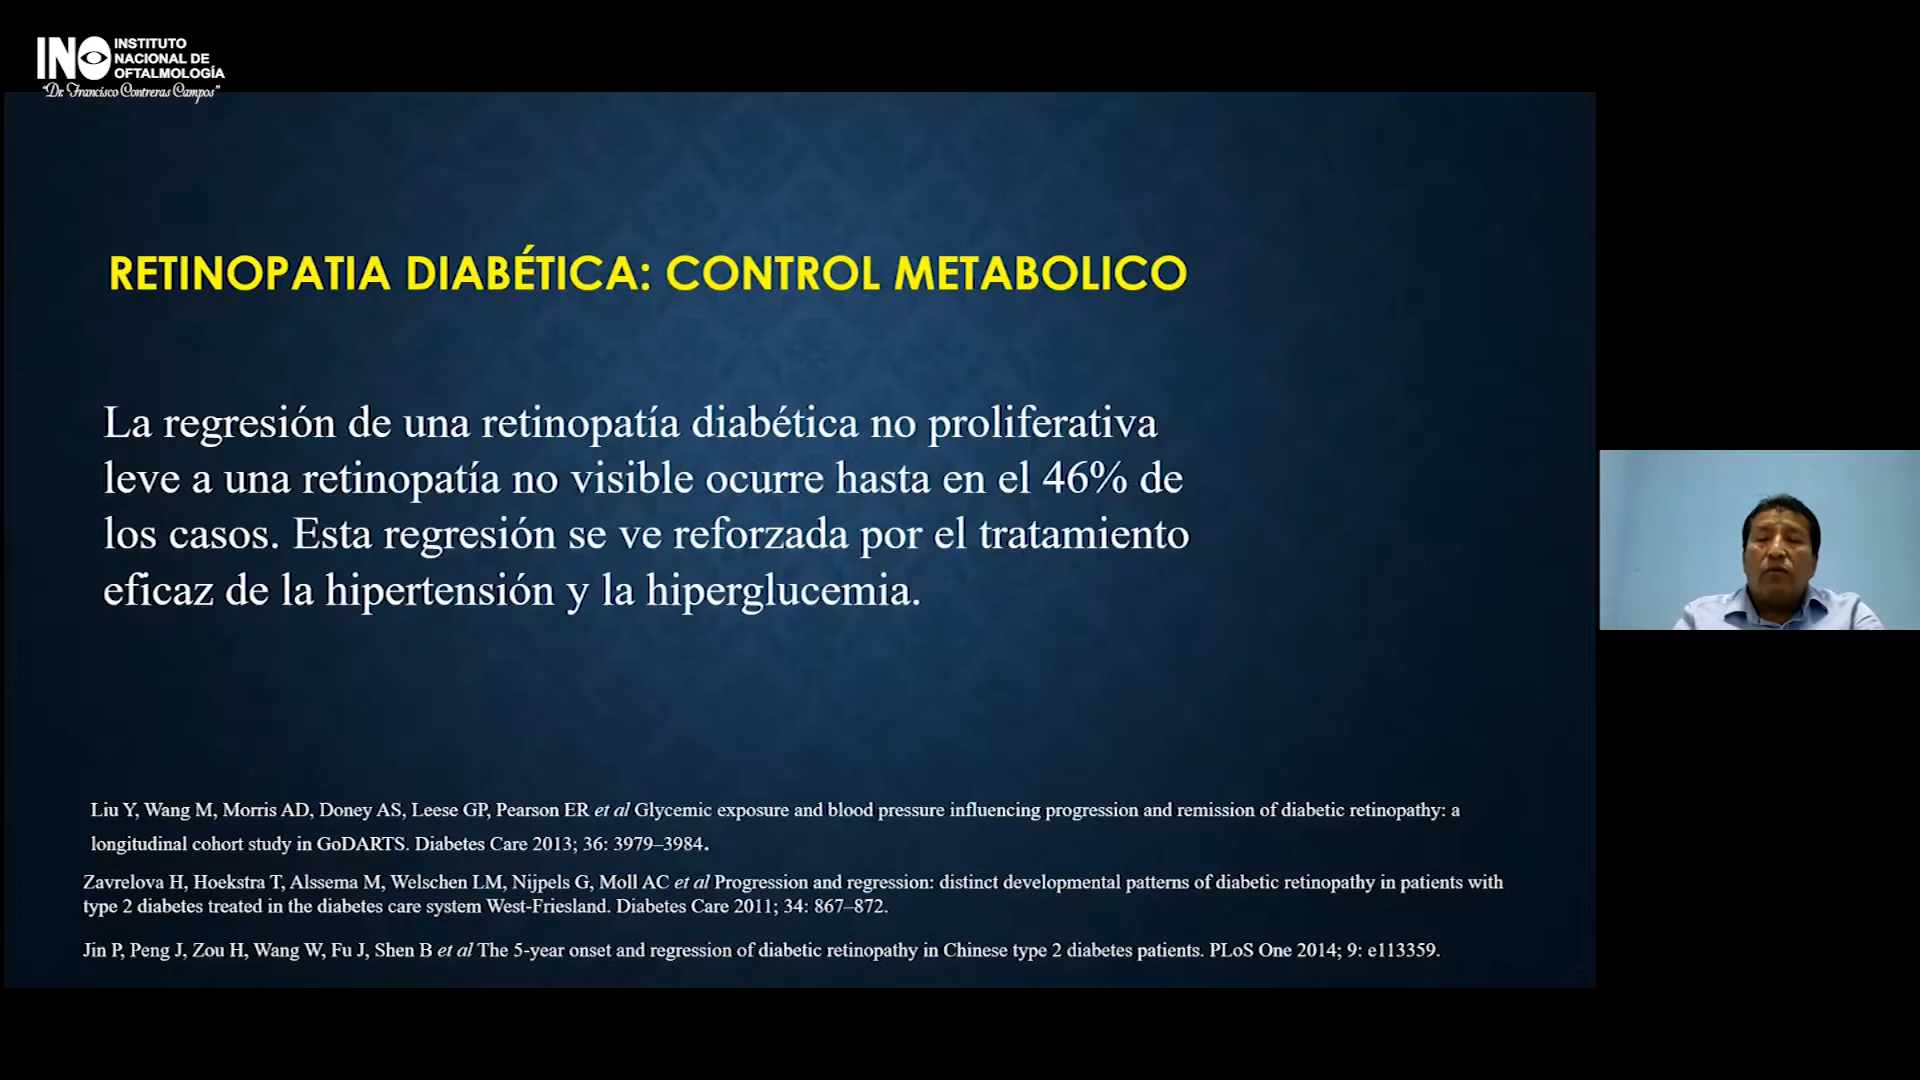 INO INSTITUTO
NACIONAL DE
OFTALMOLOGÍA
"Dr. Francisco Contreras Campos"
RETINOPATIA DIABÉTICA: CONTROL METABOLICO
La regresión de una retinopatía diabética no proliferativa
leve a una retinopatía no visible ocurre hasta en el 46% de
los casos. Esta regresión se ve reforzada por el tratamiento
eficaz de la hipertensión y la hiperglucemia.
Liu Y, Wang M, Morris AD, Doney AS, Leese GP, Pearson ER et al Glycemic exposure and blood pressure influencing progression and remission of diabetic retinopathy: a
longitudinal cohort study in GoDARTS. Diabetes Care 2013; 36: 3979–3984.
Zavrelova H, Hoekstra T, Alssema M, Welschen LM, Nijpels G, Moll AC et al Progression and regression: distinct developmental patterns of diabetic retinopathy in patients with
type 2 diabetes treated in the diabetes care system West-Friesland. Diabetes Care 2011; 34: 867–872.
Jin P, Peng J, Zou H, Wang W, Fu J, Shen B et al The 5-year onset and regression of diabetic retinopathy in Chinese type 2 diabetes patients. PLoS One 2014; 9: e113359.